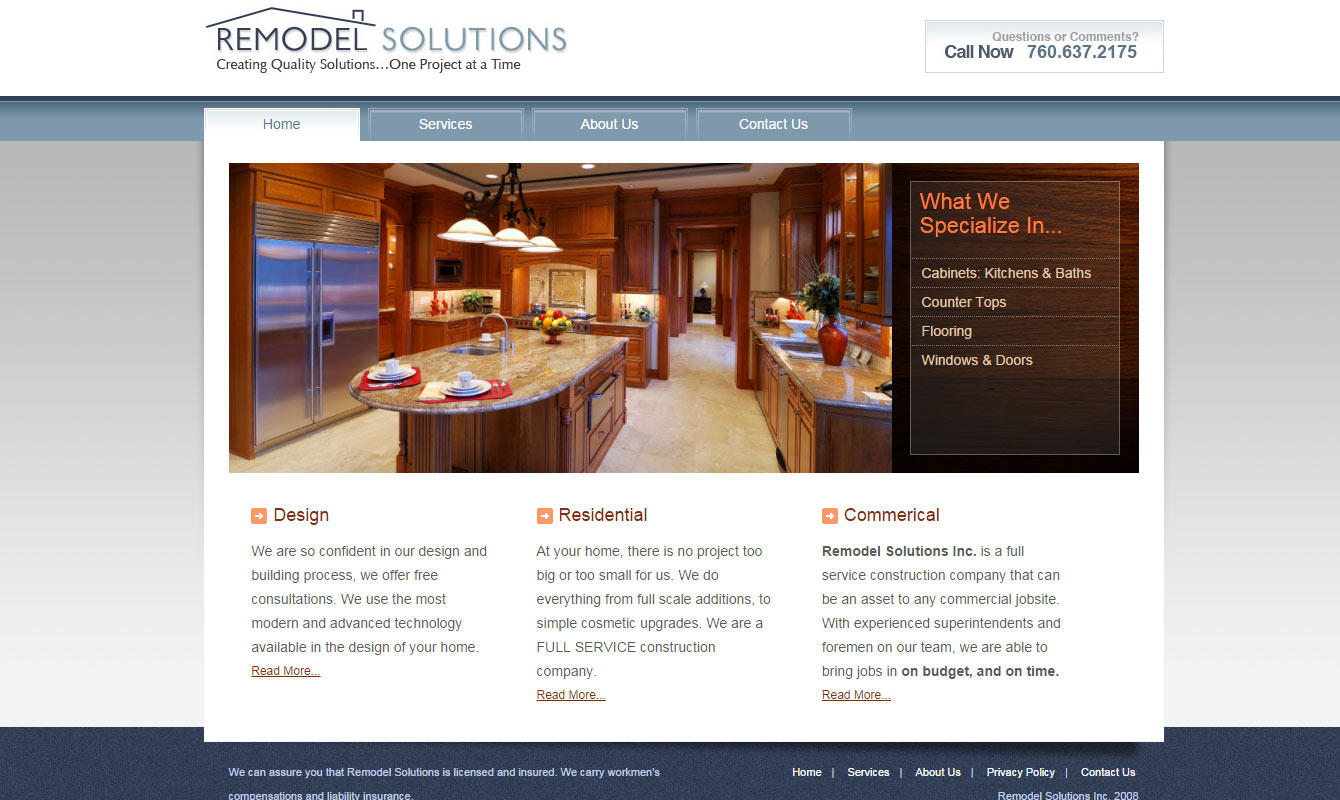 REMODEL SOLUTIONS
Creating Quality Solutions...One Project at a Time
Questions or Comments?
Call Now 760.637.2175
Home
Services
About Us
Contact Us
What We
Specialize In...
Cabinets: Kitchens & Baths
Counter Tops
Flooring
Windows & Doors
Design
We are so confident in our design and
building process, we offer free
consultations. We use the most
modern and advanced technology
available in the design of your home.
Read More...
Residential
At your home, there is no project too
big or too small for us. We do
everything from full scale additions, to
simple cosmetic upgrades. We are a
FULL SERVICE construction
company.
Read More...
Commerical
Remodel Solutions Inc. is a full
service construction company that can
be an asset to any commercial jobsite.
With experienced superintendents and
foremen on our team, we are able to
bring jobs in on budget, and on time.
Read More...
We can assure you that Remodel Solutions is licensed and insured. We carry workmen's
compensations and liability insurance.
Home | Services | About Us | Privacy Policy | Contact Us
Remodel Solutions Inc. 2008